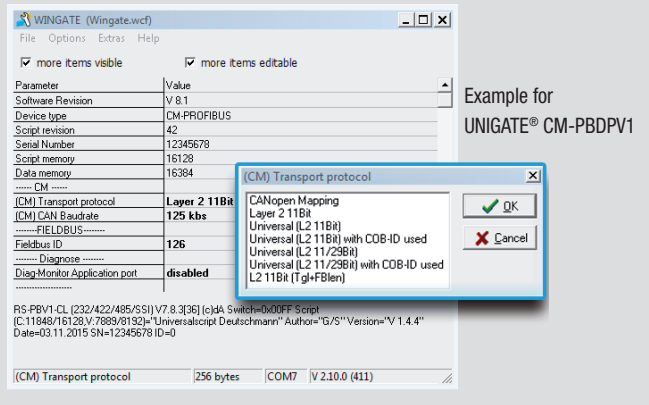 WINGATE (Wingate.wcf)
File Options Extras Help
more items visible more items editable
Parameter Value
Software Revision V 8.1
Device type CM-PROFIBUS
Script revision 42
Serial Number 12345678
Script memory 16128
Data memory 16384
------ CM ------
(CM) Transport protocol Layer 2 11Bit
(CM) CAN Baudrate 125 kbs
--------FIELDBUS--------
Fieldbus ID 126
-------- Diagnose --------
Diag-Monitor Application port disabled
----------------------
RS-PBV1-CL (232/422/485/SSI) V7.8.3[36] (c)dA Switch=0x00FF Script
(C:11848/16128,V:7889/8192)="Universalscript Deutschmann" Author="G/S" Version="V 1.4.4"
Date=03.11.2015 SN=12345678 ID=0
(CM) Transport protocol 256 bytes COM7 V 2.10.0 (411)
(CM) Transport protocol
CANopen Mapping
Layer 2 11Bit
Universal (L2 11Bit)
Universal (L2 11Bit) with COB-ID used
Universal (L2 11/29Bit)
Universal (L2 11/29Bit) with COB-ID used
L2 11Bit (Tgl+FBlen)
OK
Cancel
Example for
UNIGATE® CM-PBDPV1